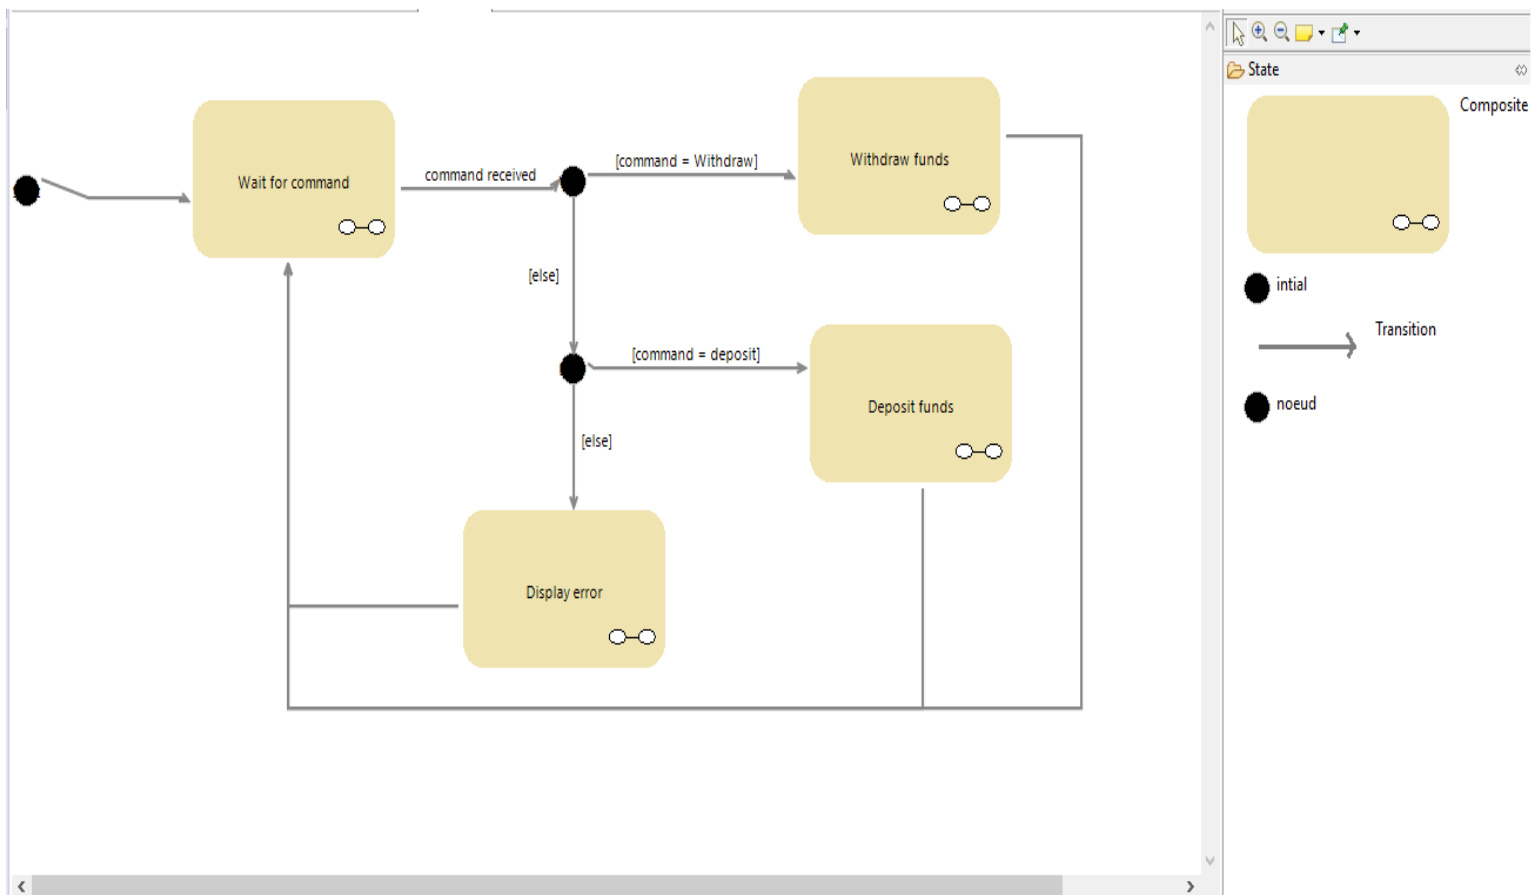 State
Composite
Withdraw funds
[command = Withdraw]
command received
Wait for command
[else]
intial
Transition
[command = deposit]
Deposit funds
noeud
[else]
Display error